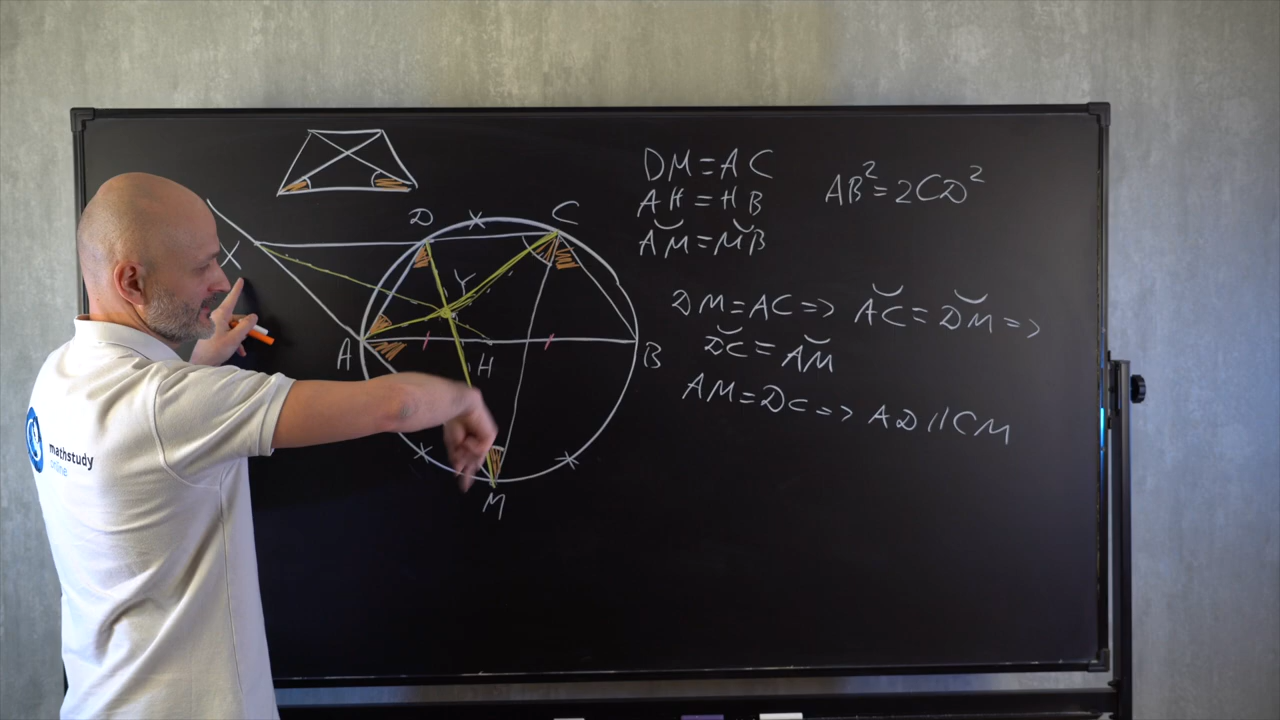 DM = AC
AH = HB
A͝M = M͝B
AB² = 2CD²
DM = AC => A͝C = D͝M =>
D͝C = A͝M
AM = DC => AD || CM
D
C
X
Y
A
H
B
M
mathstudy
online